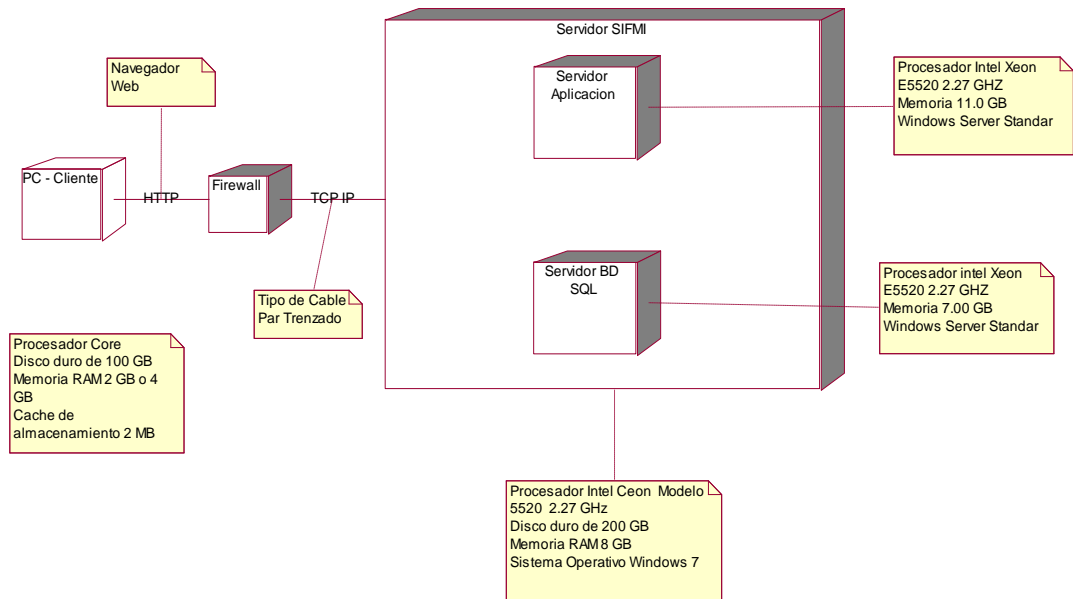 Servidor SIFMI
Navegador
Web
Servidor
Aplicacion
Procesador Intel Xeon
E5520 2.27 GHZ
Memoria 11.0 GB
Windows Server Standar
PC - Cliente
HTTP
Firewall
TCP IP
Servidor BD
SQL
Procesador intel Xeon
E5520 2.27 GHZ
Memoria 7.00 GB
Windows Server Standar
Tipo de Cable
Par Trenzado
Procesador Core
Disco duro de 100 GB
Memoria RAM 2 GB o 4
GB
Cache de
almacenamiento 2 MB
Procesador Intel Ceon Modelo
5520 2.27 GHz
Disco duro de 200 GB
Memoria RAM 8 GB
Sistema Operativo Windows 7